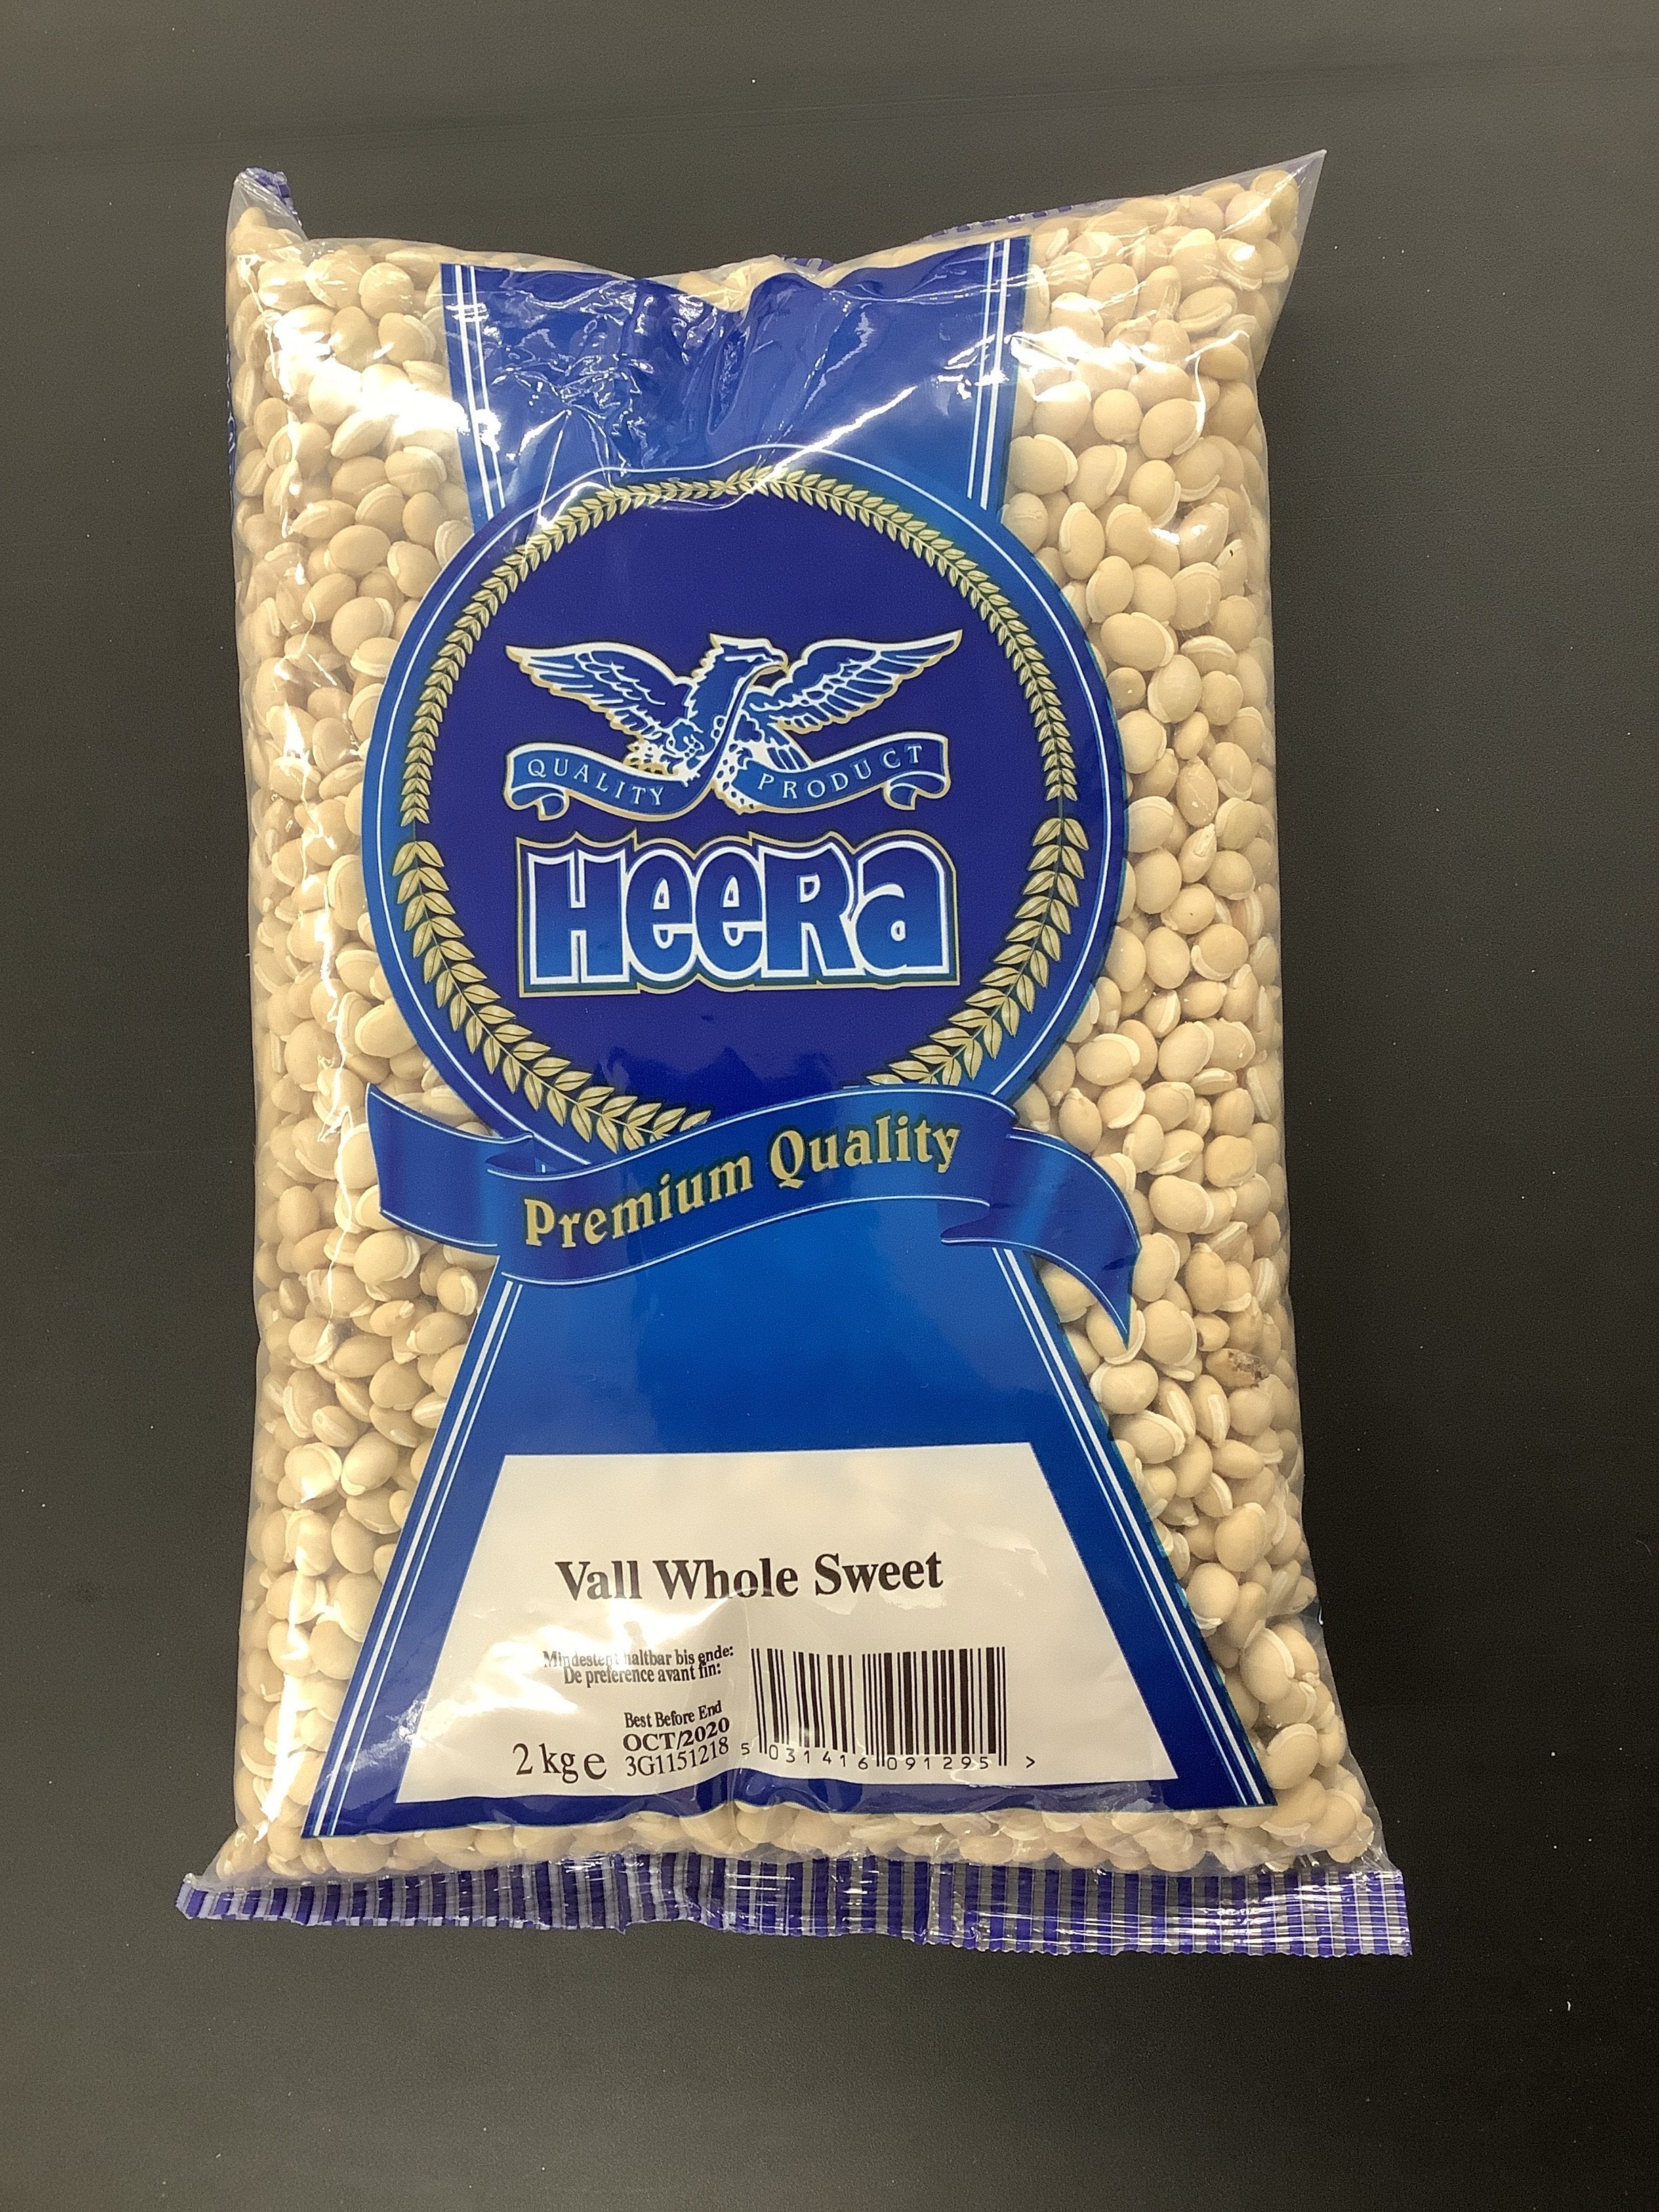 QUALITY PRODUCT
HeeRa
Premium Quality
Vall Whole Sweet
Mindestent haltbar bis ende:
De preference avant fin:
Best Before End
OCT/2020
2 kg e 3G1151218
5 031416 091295 >